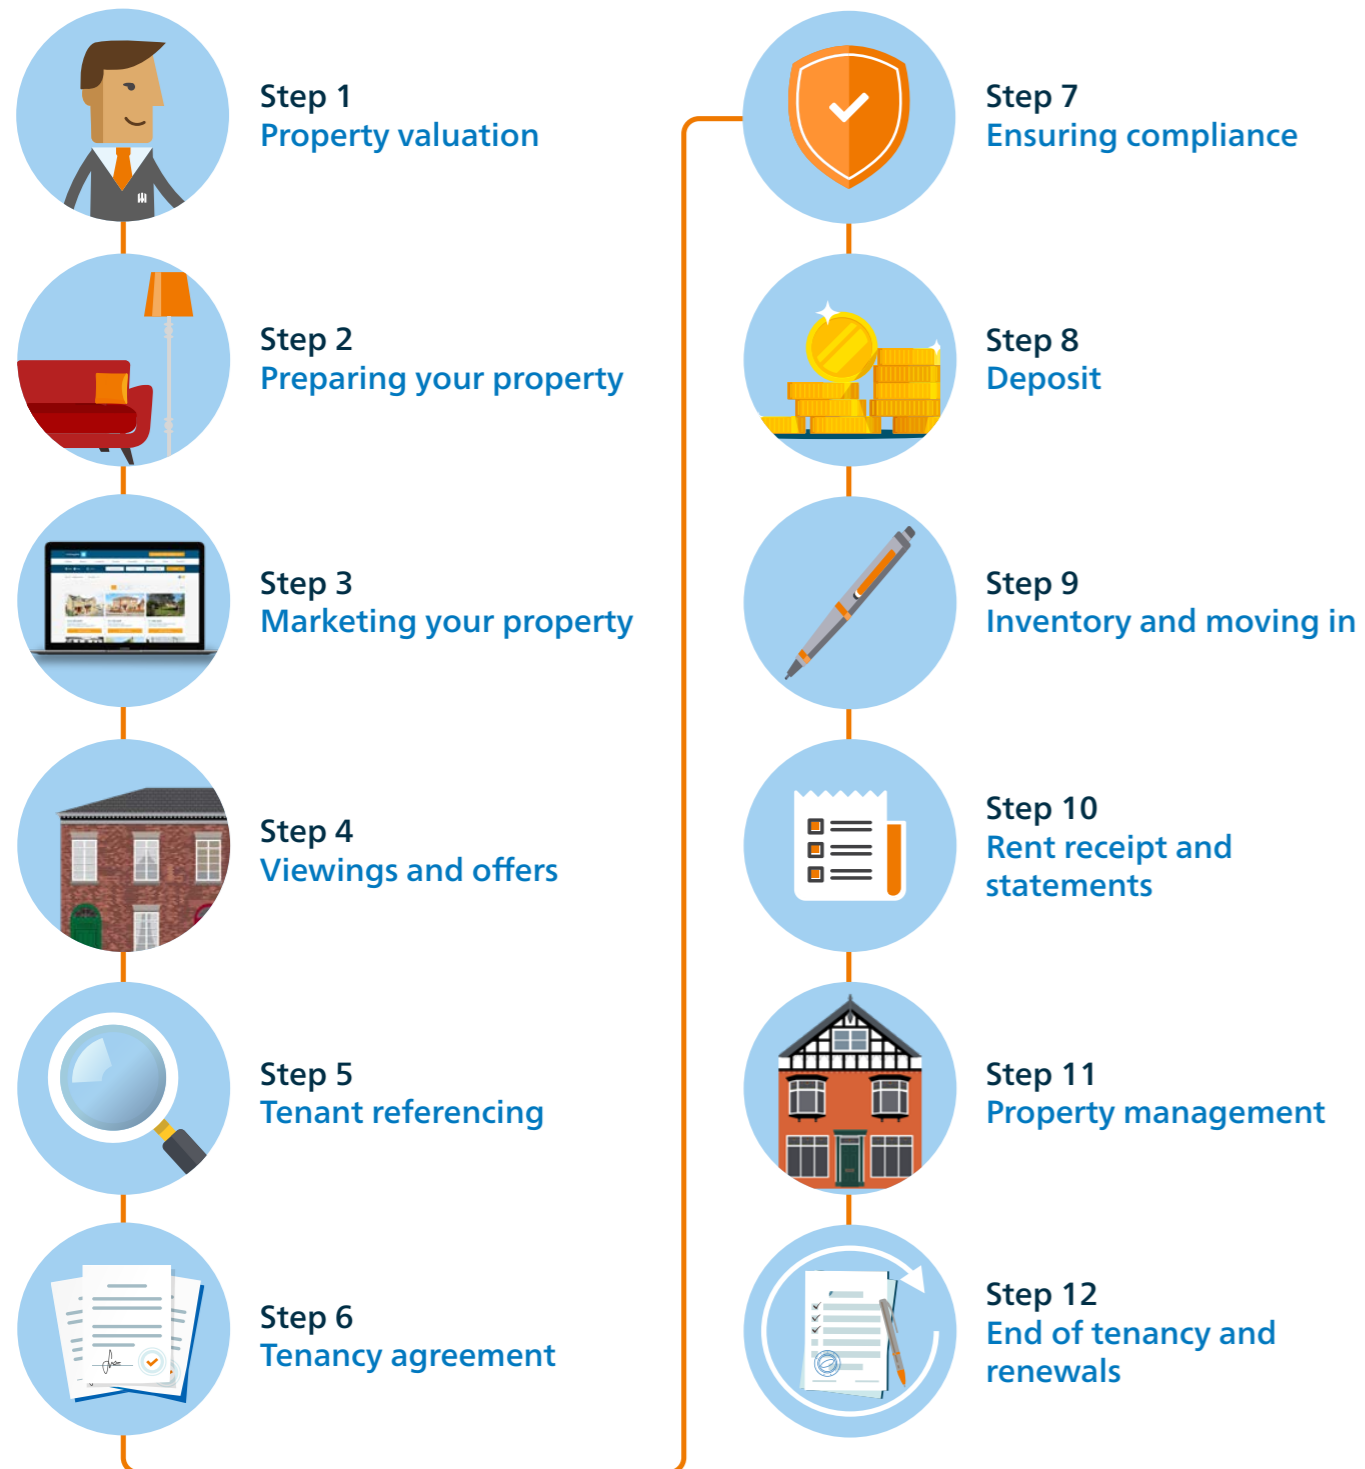 Step 1
Property valuation
Step 2
Preparing your property
Step 3
Marketing your property
Step 4
Viewings and offers
Step 5
Tenant referencing
Step 6
Tenancy agreement
Step 7
Ensuring compliance
Step 8
Deposit
Step 9
Inventory and moving in
Step 10
Rent receipt and
statements
Step 11
Property management
Step 12
End of tenancy and
renewals